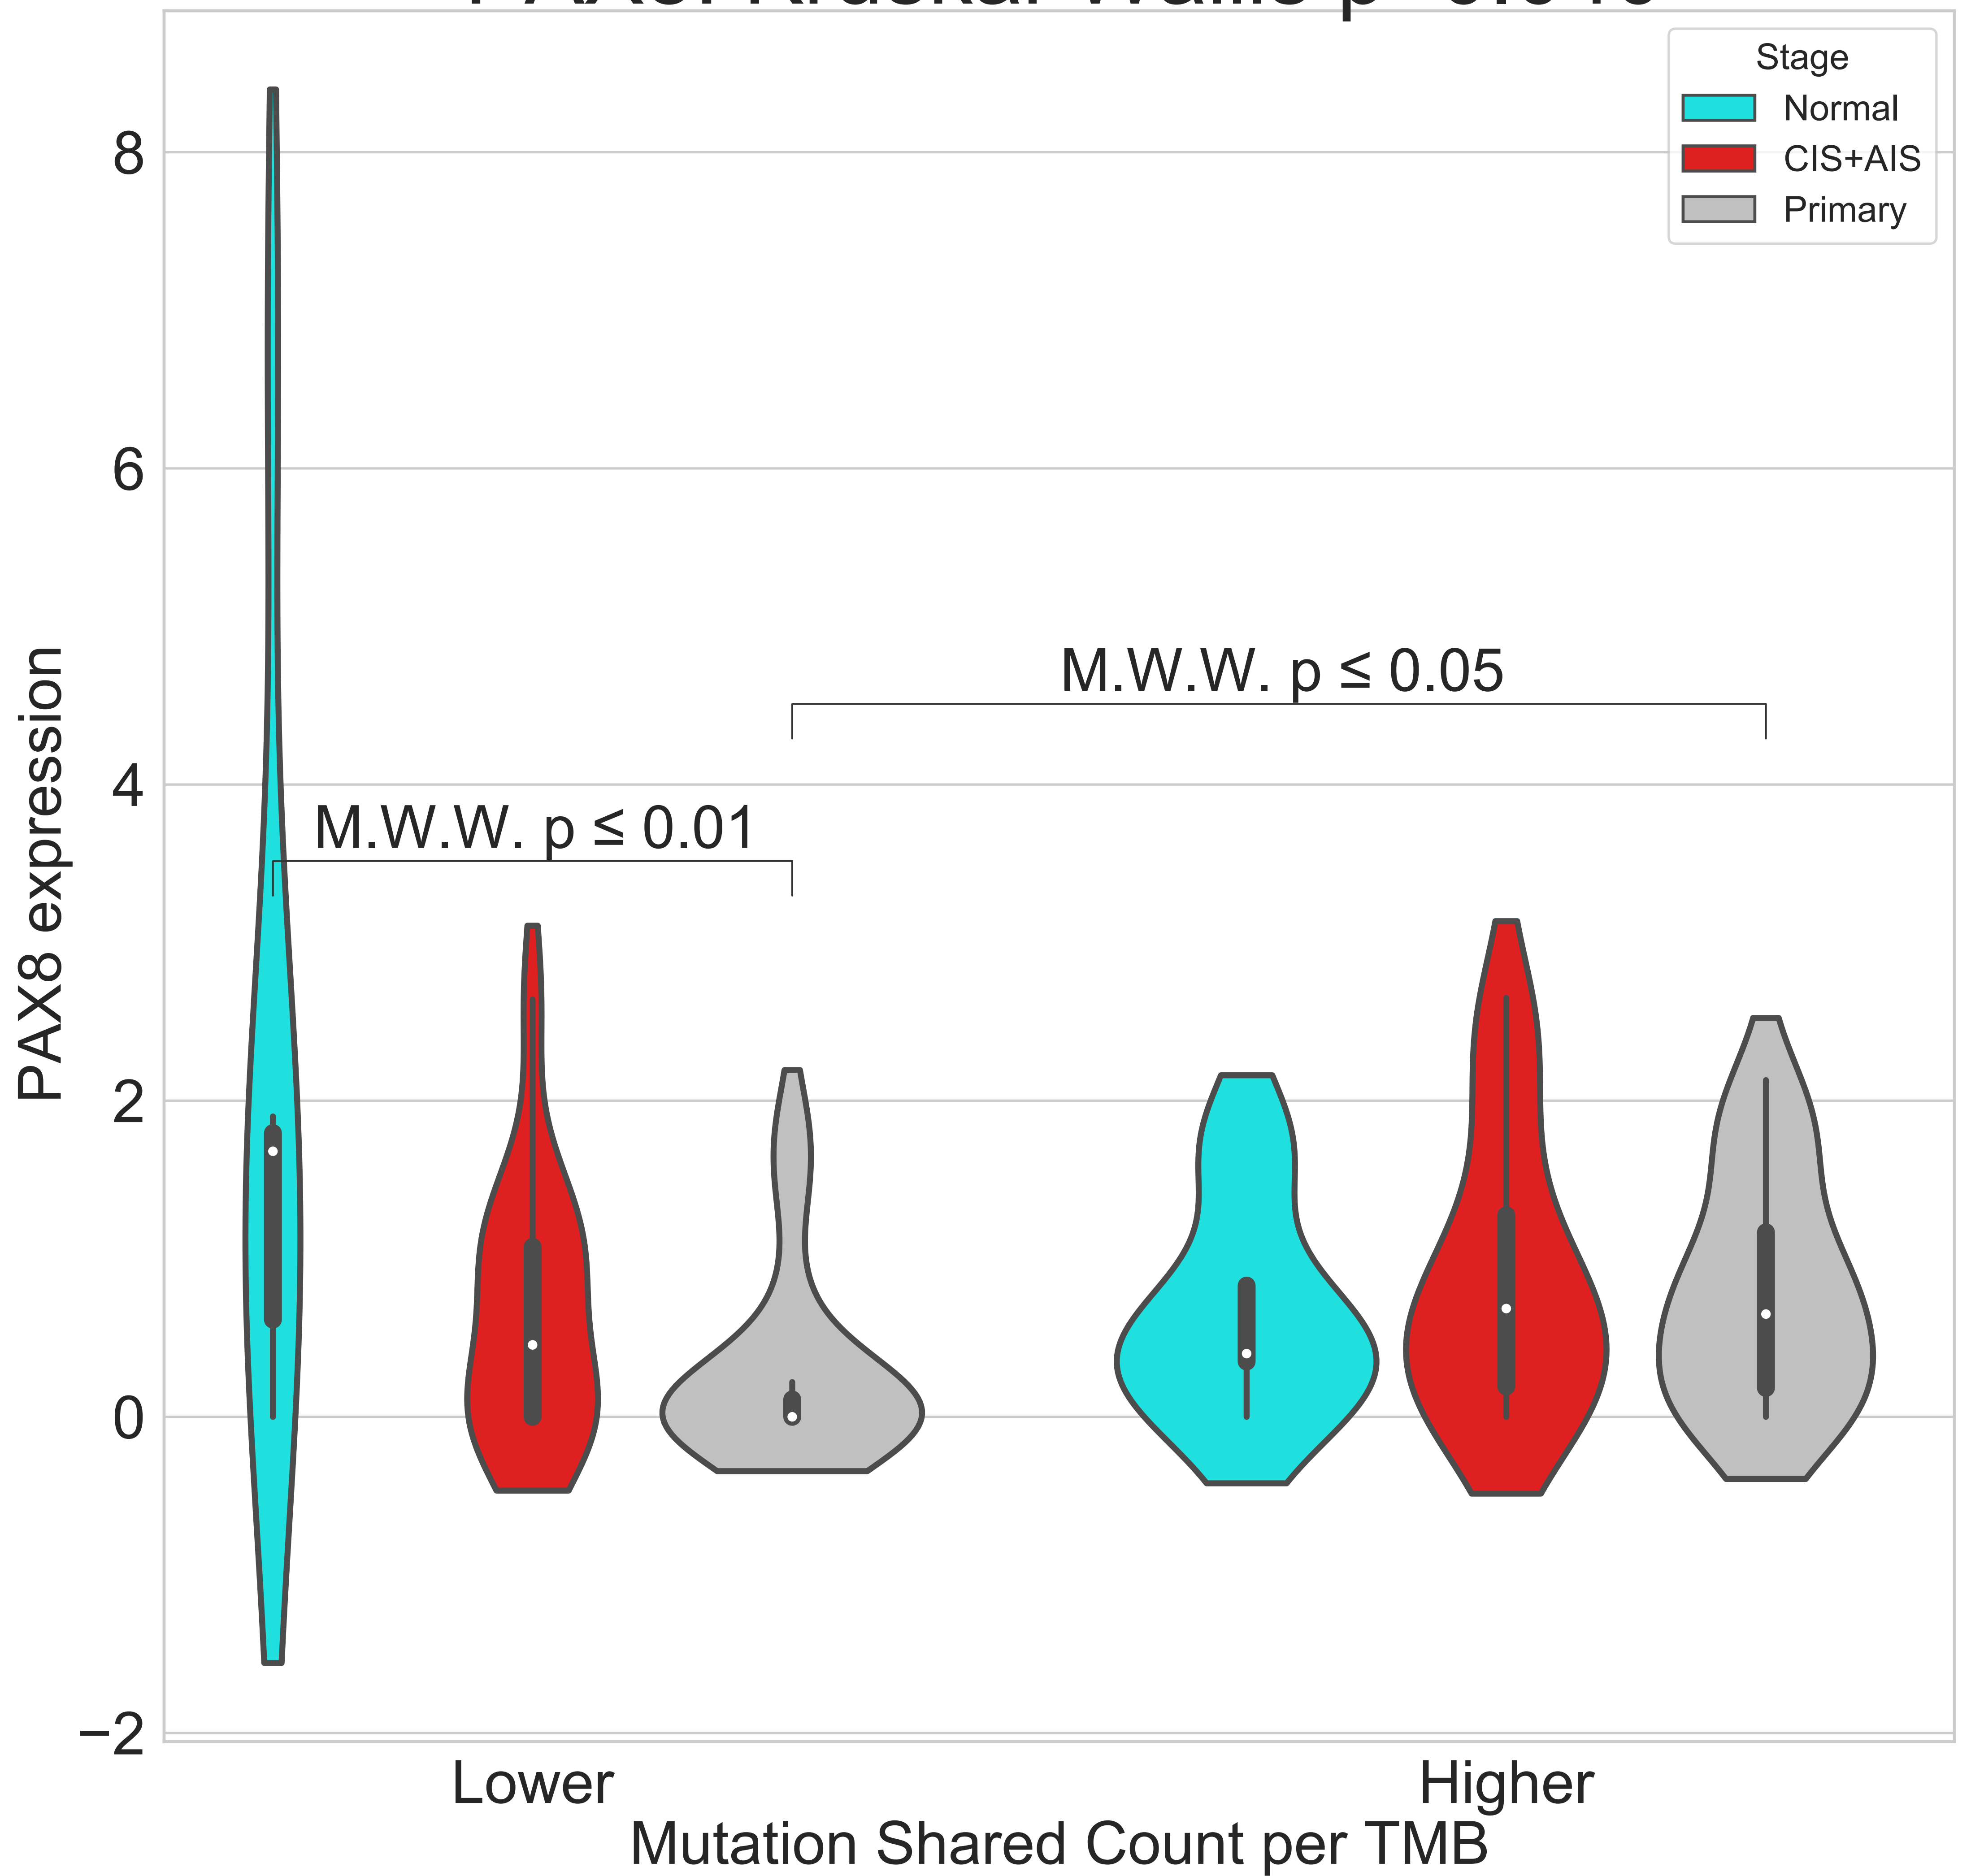 Stage
Normal
CIS+AIS
Primary
8
6
4
2
0
−2
PAX8 expression
M.W.W. p ≤ 0.05
M.W.W. p ≤ 0.01
Lower
Higher
Mutation Shared Count per TMB